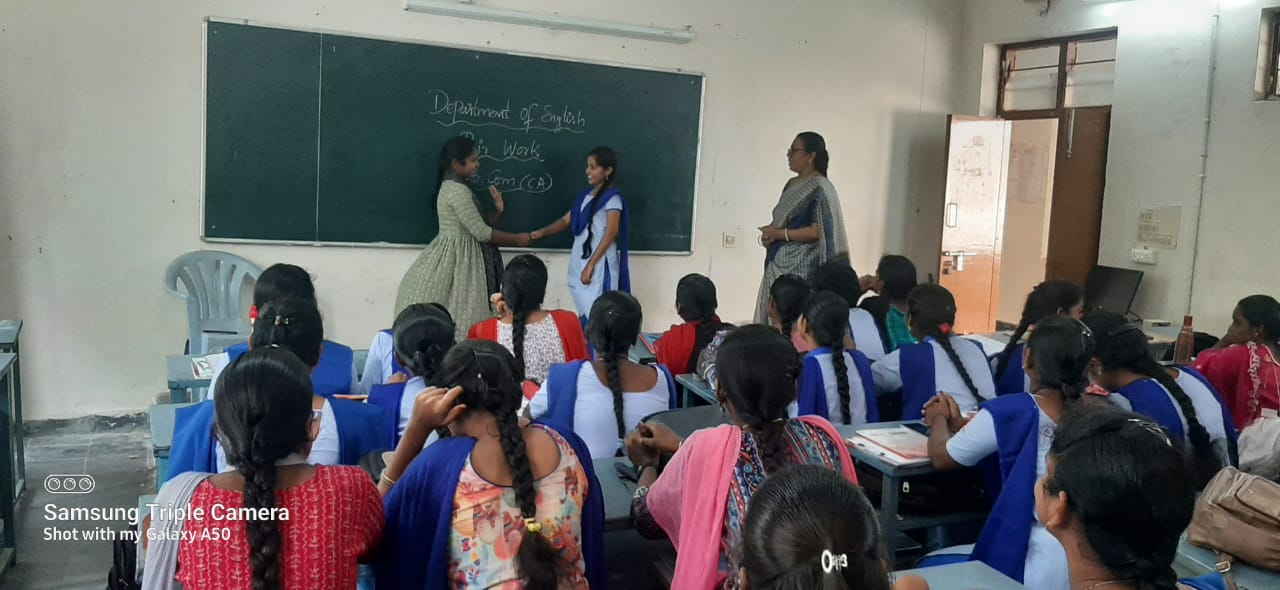 Department of English
Work
Com (CA)
Samsung Triple Camera
Shot with my Galaxy A50